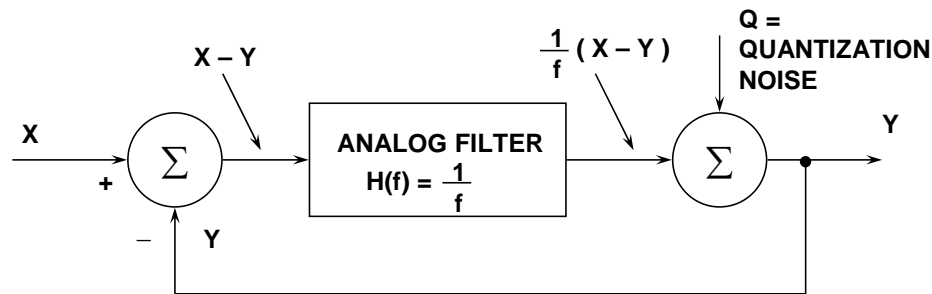 Q =
QUANTIZATION
NOISE
X – Y
1
f
( X – Y )
X
Σ
+
ANALOG FILTER
H(f) = 1
f
Σ
Y
–
Y